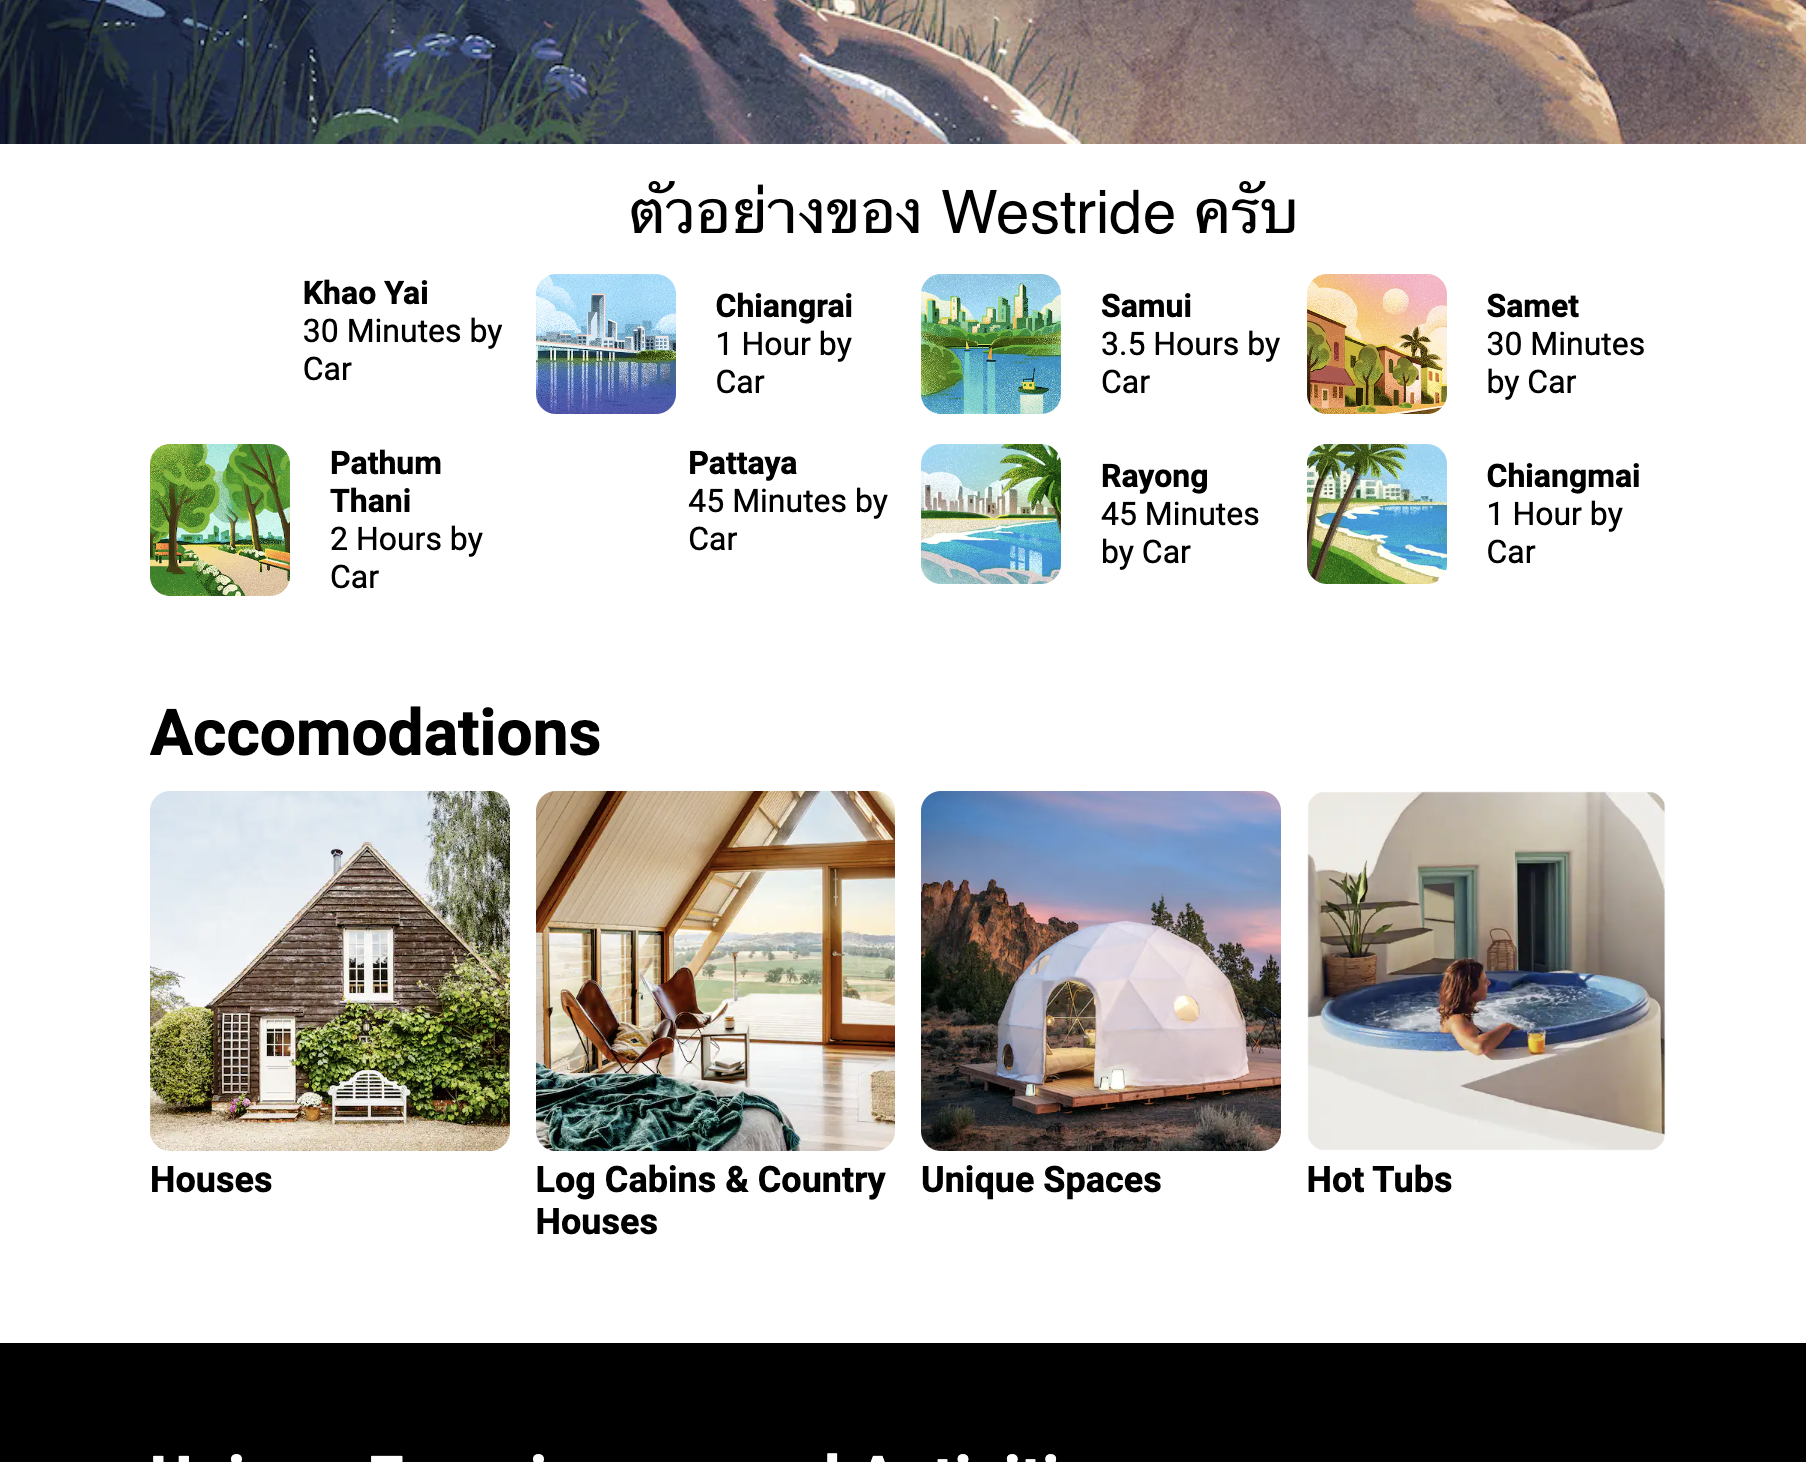 ตัวอย่างของ Westride ครับ
Khao Yai
30 Minutes by
Car
Chiangrai
1 Hour by
Car
Samui
3.5 Hours by
Car
Samet
30 Minutes
by Car
Pathum
Thani
2 Hours by
Car
Pattaya
45 Minutes by
Car
Rayong
45 Minutes
by Car
Chiangmai
1 Hour by
Car
Accomodations
Houses
Log Cabins & Country
Houses
Unique Spaces
Hot Tubs